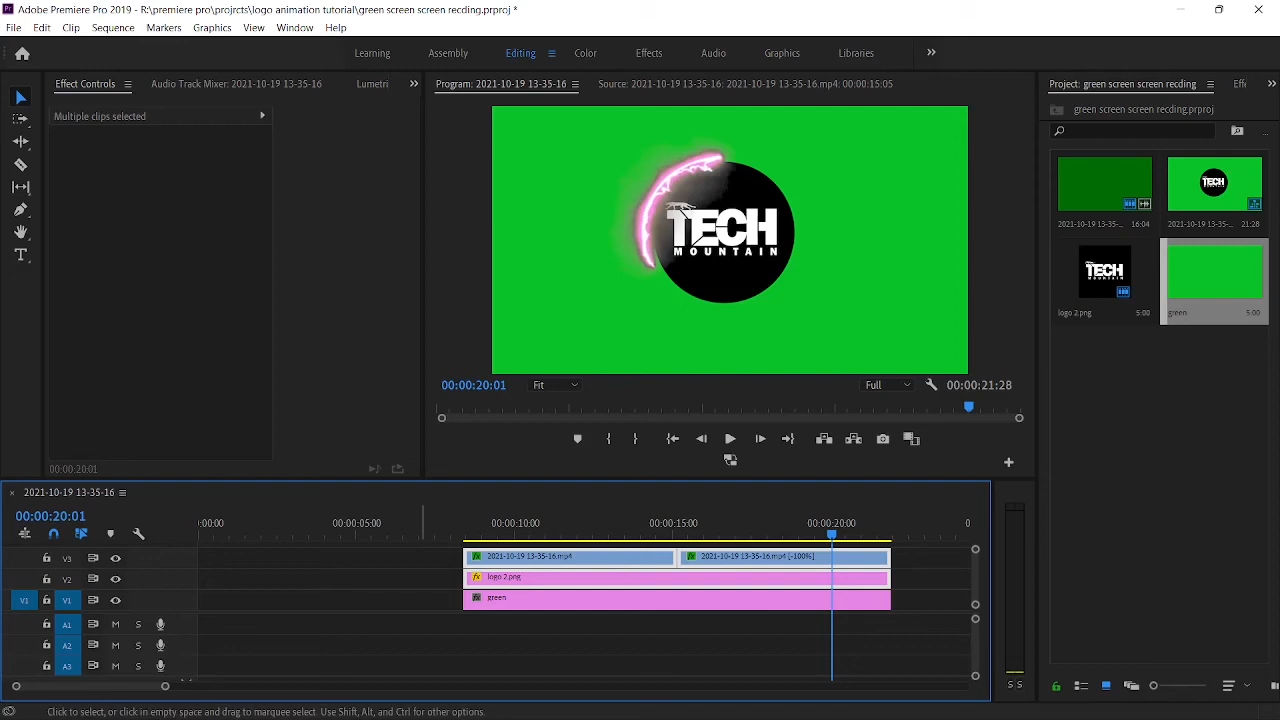 Adobe Premiere Pro 2019 - R:\premiere pro\projrcts\logo animation tutorial\green screen screen recding.prproj *
File Edit Clip Sequence Markers Graphics View Window Help
Learning Assembly Editing Color Effects Audio Graphics Libraries
Effect Controls Audio Track Mixer: 2021-10-19 13-35-16 Lumetri
Program: 2021-10-19 13-35-16 Source: 2021-10-19 13-35-16: 2021-10-19 13-35-16.mp4: 00:00:15:05
Project: green screen screen recding Effe
Multiple clips selected
green screen screen recding.prproj
TECH
MOUNTAIN
2021-10-19 13-35-... 16:04
2021-10-19 13-35-... 21:28
logo 2.png 5:00
green 5:00
00:00:20:01 Fit Full 00:00:21:28
00:00:20:01
2021-10-19 13-35-16
00:00:20:01
:00:00 00:00:05:00 00:00:10:00 00:00:15:00 00:00:20:00 0
V3 2021-10-19 13-35-16.mp4 2021-10-19 13-35-16.mp4 [-100%]
V2 logo 2.png
V1 V1 green
A1 M S
A2 M S
A3 M S
S S
Click to select, or click in empty space and drag to marquee select. Use Shift, Alt, and Ctrl for other options.